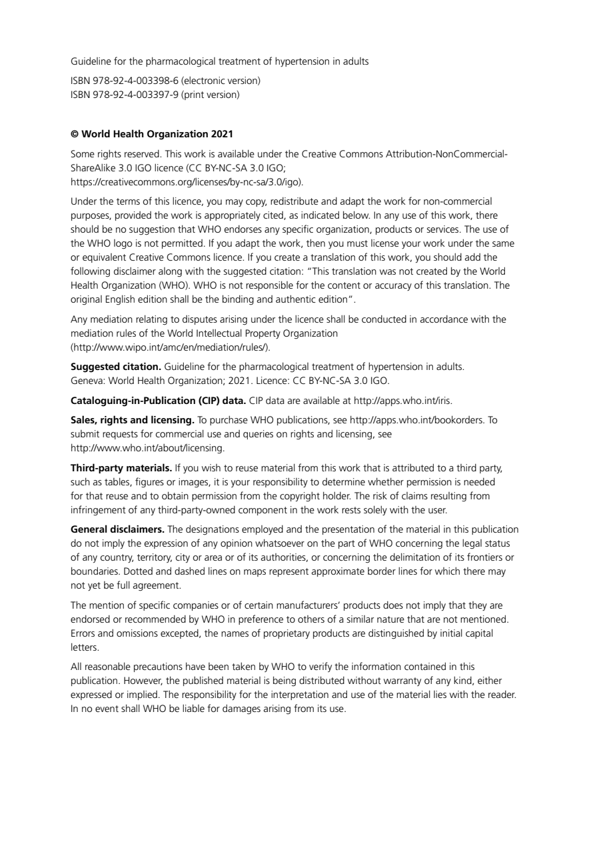 Guideline for the pharmacological treatment of hypertension in adults
ISBN 978-92-4-003398-6 (electronic version)
ISBN 978-92-4-003397-9 (print version)
© World Health Organization 2021
Some rights reserved. This work is available under the Creative Commons Attribution-NonCommercial-
ShareAlike 3.0 IGO licence (CC BY-NC-SA 3.0 IGO;
https://creativecommons.org/licenses/by-nc-sa/3.0/igo).
Under the terms of this licence, you may copy, redistribute and adapt the work for non-commercial
purposes, provided the work is appropriately cited, as indicated below. In any use of this work, there
should be no suggestion that WHO endorses any specific organization, products or services. The use of
the WHO logo is not permitted. If you adapt the work, then you must license your work under the same
or equivalent Creative Commons licence. If you create a translation of this work, you should add the
following disclaimer along with the suggested citation: “This translation was not created by the World
Health Organization (WHO). WHO is not responsible for the content or accuracy of this translation. The
original English edition shall be the binding and authentic edition”.
Any mediation relating to disputes arising under the licence shall be conducted in accordance with the
mediation rules of the World Intellectual Property Organization
(http://www.wipo.int/amc/en/mediation/rules/).
Suggested citation. Guideline for the pharmacological treatment of hypertension in adults.
Geneva: World Health Organization; 2021. Licence: CC BY-NC-SA 3.0 IGO.
Cataloguing-in-Publication (CIP) data. CIP data are available at http://apps.who.int/iris.
Sales, rights and licensing. To purchase WHO publications, see http://apps.who.int/bookorders. To
submit requests for commercial use and queries on rights and licensing, see
http://www.who.int/about/licensing.
Third-party materials. If you wish to reuse material from this work that is attributed to a third party,
such as tables, figures or images, it is your responsibility to determine whether permission is needed
for that reuse and to obtain permission from the copyright holder. The risk of claims resulting from
infringement of any third-party-owned component in the work rests solely with the user.
General disclaimers. The designations employed and the presentation of the material in this publication
do not imply the expression of any opinion whatsoever on the part of WHO concerning the legal status
of any country, territory, city or area or of its authorities, or concerning the delimitation of its frontiers or
boundaries. Dotted and dashed lines on maps represent approximate border lines for which there may
not yet be full agreement.
The mention of specific companies or of certain manufacturers’ products does not imply that they are
endorsed or recommended by WHO in preference to others of a similar nature that are not mentioned.
Errors and omissions excepted, the names of proprietary products are distinguished by initial capital
letters.
All reasonable precautions have been taken by WHO to verify the information contained in this
publication. However, the published material is being distributed without warranty of any kind, either
expressed or implied. The responsibility for the interpretation and use of the material lies with the reader.
In no event shall WHO be liable for damages arising from its use.